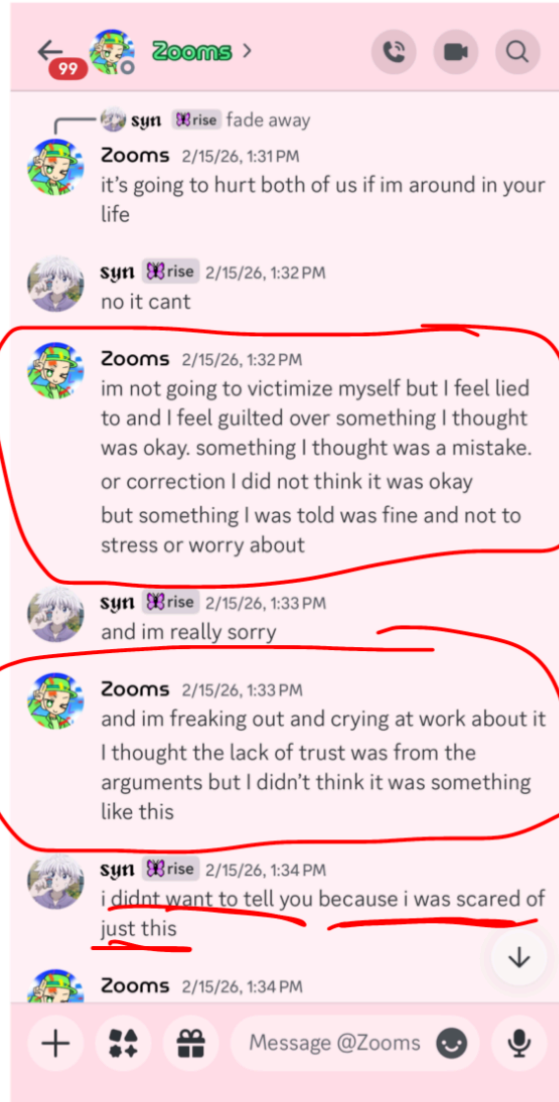 99
Zooms >
syn rise fade away
Zooms 2/15/26, 1:31 PM
it's going to hurt both of us if im around in your
life
syn rise 2/15/26, 1:32 PM
no it cant
Zooms 2/15/26, 1:32 PM
im not going to victimize myself but I feel lied
to and I feel guilted over something I thought
was okay. something I thought was a mistake.
or correction I did not think it was okay
but something I was told was fine and not to
stress or worry about
syn rise 2/15/26, 1:33 PM
and im really sorry
Zooms 2/15/26, 1:33 PM
and im freaking out and crying at work about it
I thought the lack of trust was from the
arguments but I didn't think it was something
like this
syn rise 2/15/26, 1:34 PM
i didnt want to tell you because i was scared of
just this
Zooms 2/15/26, 1:34 PM
Message @Zooms